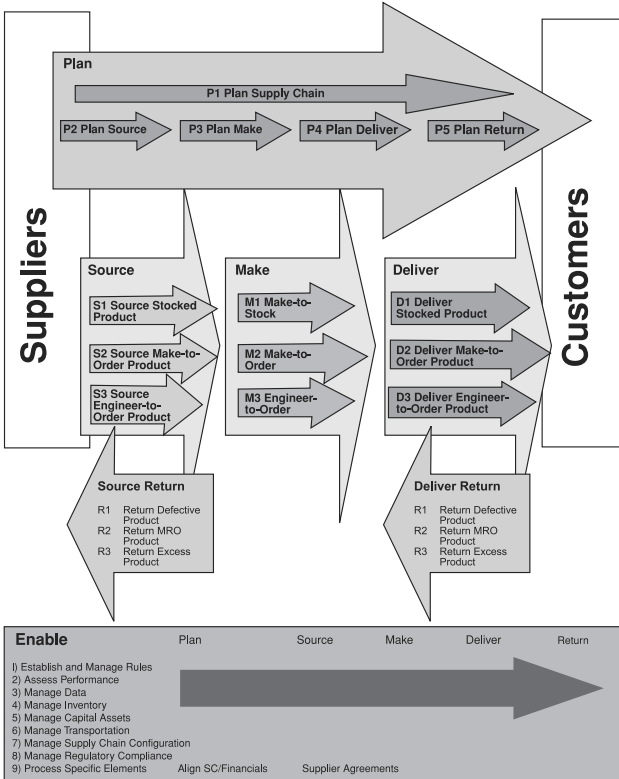 Suppliers
Customers
Plan
P1 Plan Supply Chain
P2 Plan Source
P3 Plan Make
P4 Plan Deliver
P5 Plan Return
Source
S1 Source Stocked
Product
S2 Source Make-to-
Order Product
S3 Source
Engineer-to-
Order Product
Make
M1 Make-to-
Stock
M2 Make-to-
Order
M3 Engineer-
to-Order
Deliver
D1 Deliver
Stocked Product
D2 Deliver Make-to-
Order Product
D3 Deliver Engineer-
to-Order Product
Source Return
R1 Return Defective
Product
R2 Return MRO
Product
R3 Return Excess
Product
Deliver Return
R1 Return Defective
Product
R2 Return MRO
Product
R3 Return Excess
Product
Enable Plan Source Make Deliver Return
I) Establish and Manage Rules
2) Assess Performance
3) Manage Data
4) Manage Inventory
5) Manage Capital Assets
6) Manage Transportation
7) Manage Supply Chain Configuration
8) Manage Regulatory Compliance
9) Process Specific Elements Align SC/Financials Supplier Agreements